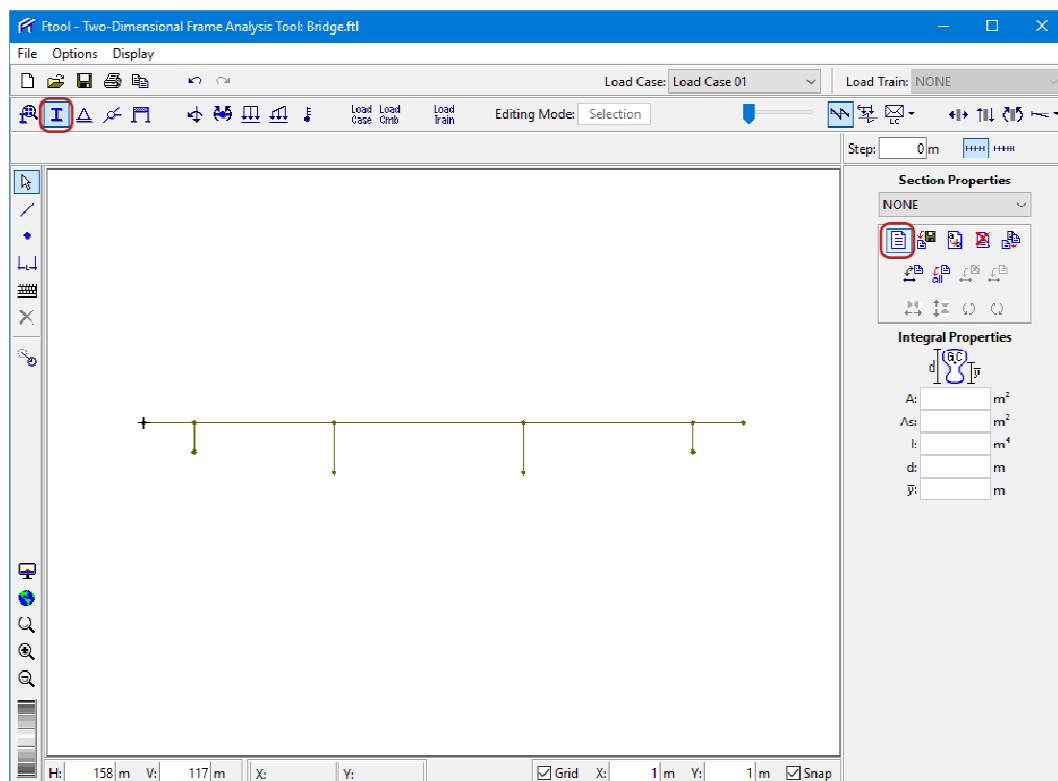 Ftool - Two-Dimensional Frame Analysis Tool: Bridge.ftl
File Options Display
Load Case: Load Case 01 Load Train: NONE
Load Case Load Cmb Load Train Editing Mode: Selection LC
Step: 0 m
Section Properties
NONE
all
Integral Properties
d G.C. ȳ
A: m²
As: m²
I: m⁴
d: m
ȳ: m
H: 158 m V: 117 m X: Y: Grid X: 1 m Y: 1 m Snap